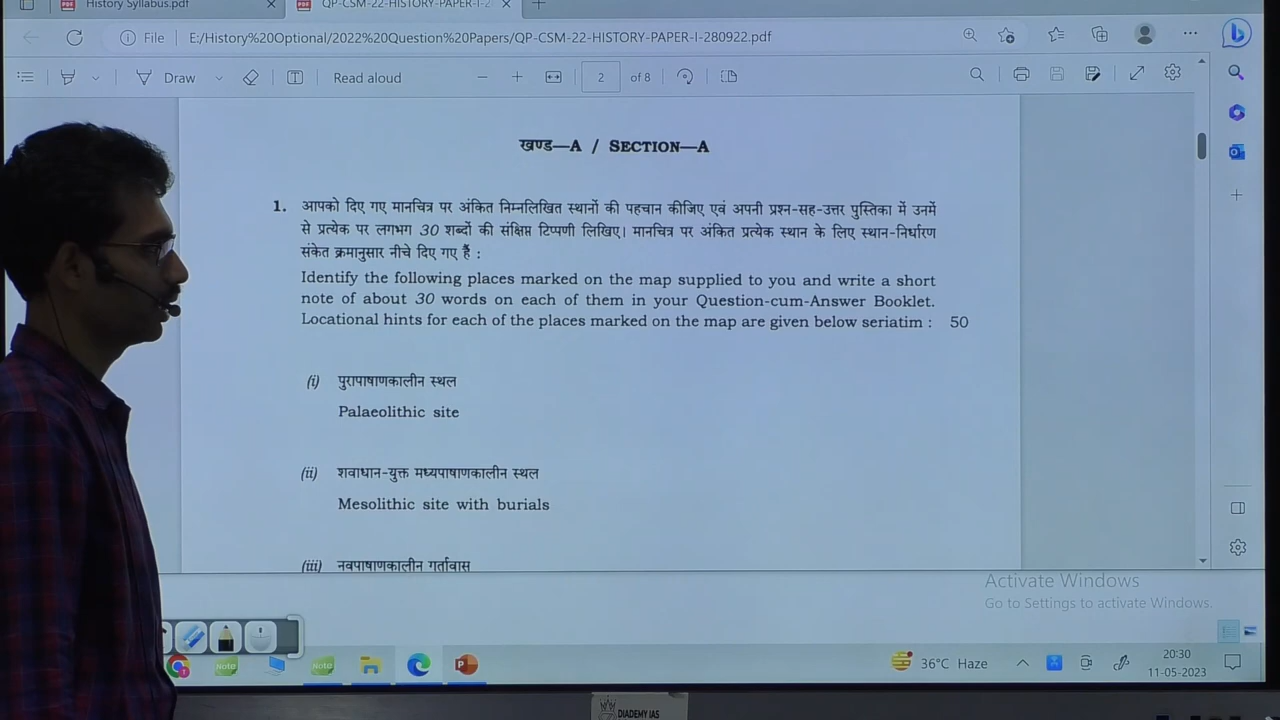 History Syllabus.pdf
QP-CSM-22-HISTORY-PAPER-I-2
File E:/History%20Optional/2022%20Question%20Papers/QP-CSM-22-HISTORY-PAPER-I-280922.pdf
Draw Read aloud 2 of 8
खण्ड—A / SECTION—A
1. आपको दिए गए मानचित्र पर अंकित निम्नलिखित स्थानों की पहचान कीजिए एवं अपनी प्रश्न-सह-उत्तर पुस्तिका में उनमें
से प्रत्येक पर लगभग 30 शब्दों की संक्षिप्त टिप्पणी लिखिए। मानचित्र पर अंकित प्रत्येक स्थान के लिए स्थान-निर्धारण
संकेत क्रमानुसार नीचे दिए गए हैं :
Identify the following places marked on the map supplied to you and write a short
note of about 30 words on each of them in your Question-cum-Answer Booklet.
Locational hints for each of the places marked on the map are given below seriatim : 50
(i) पुरापाषाणकालीन स्थल
Palaeolithic site
(ii) शवाधान-युक्त मध्यपाषाणकालीन स्थल
Mesolithic site with burials
(iii) नवपाषाणकालीन गर्तावास
Activate Windows
Go to Settings to activate Windows.
Note Note 36°C Haze 20:30
11-05-2023
DIADEMY IAS